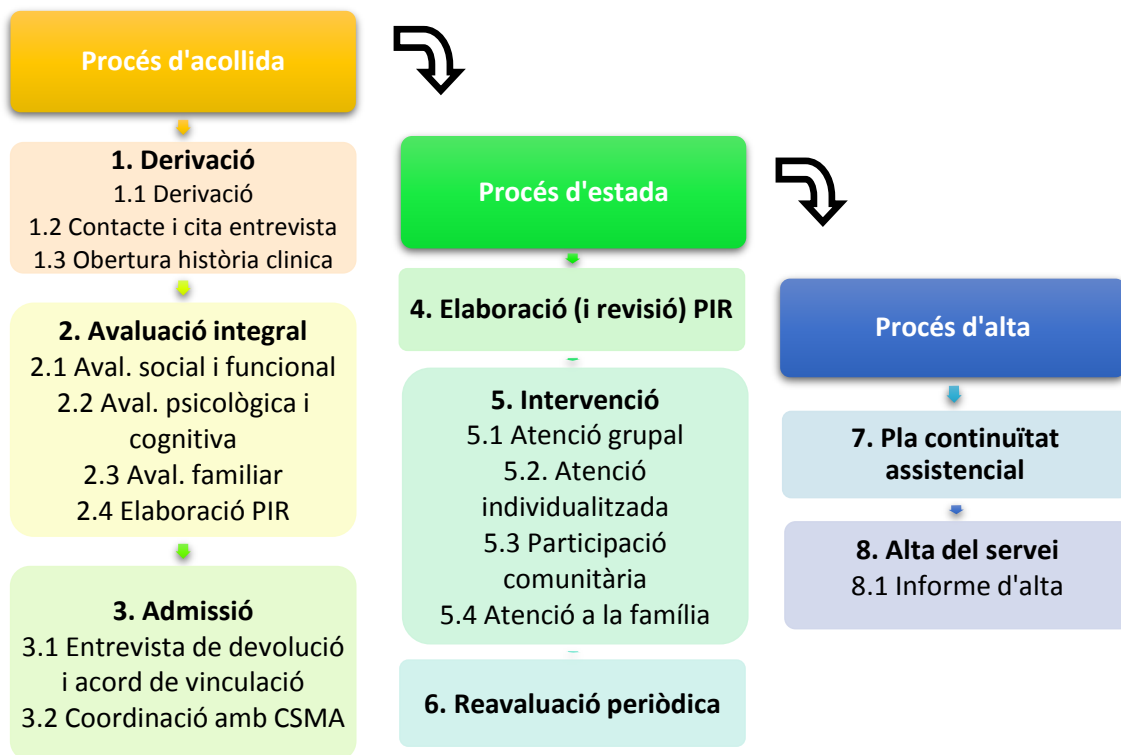 Procés d'acollida
1. Derivació
1.1 Derivació
1.2 Contacte i cita entrevista
1.3 Obertura història clinica
2. Avaluació integral
2.1 Aval. social i funcional
2.2 Aval. psicològica i
cognitiva
2.3 Aval. familiar
2.4 Elaboració PIR
3. Admissió
3.1 Entrevista de devolució
i acord de vinculació
3.2 Coordinació amb CSMA
Procés d'estada
4. Elaboració (i revisió) PIR
5. Intervenció
5.1 Atenció grupal
5.2. Atenció
individualitzada
5.3 Participació
comunitària
5.4 Atenció a la família
6. Reavaluació periòdica
Procés d'alta
7. Pla continuïtat
assistencial
8. Alta del servei
8.1 Informe d'alta